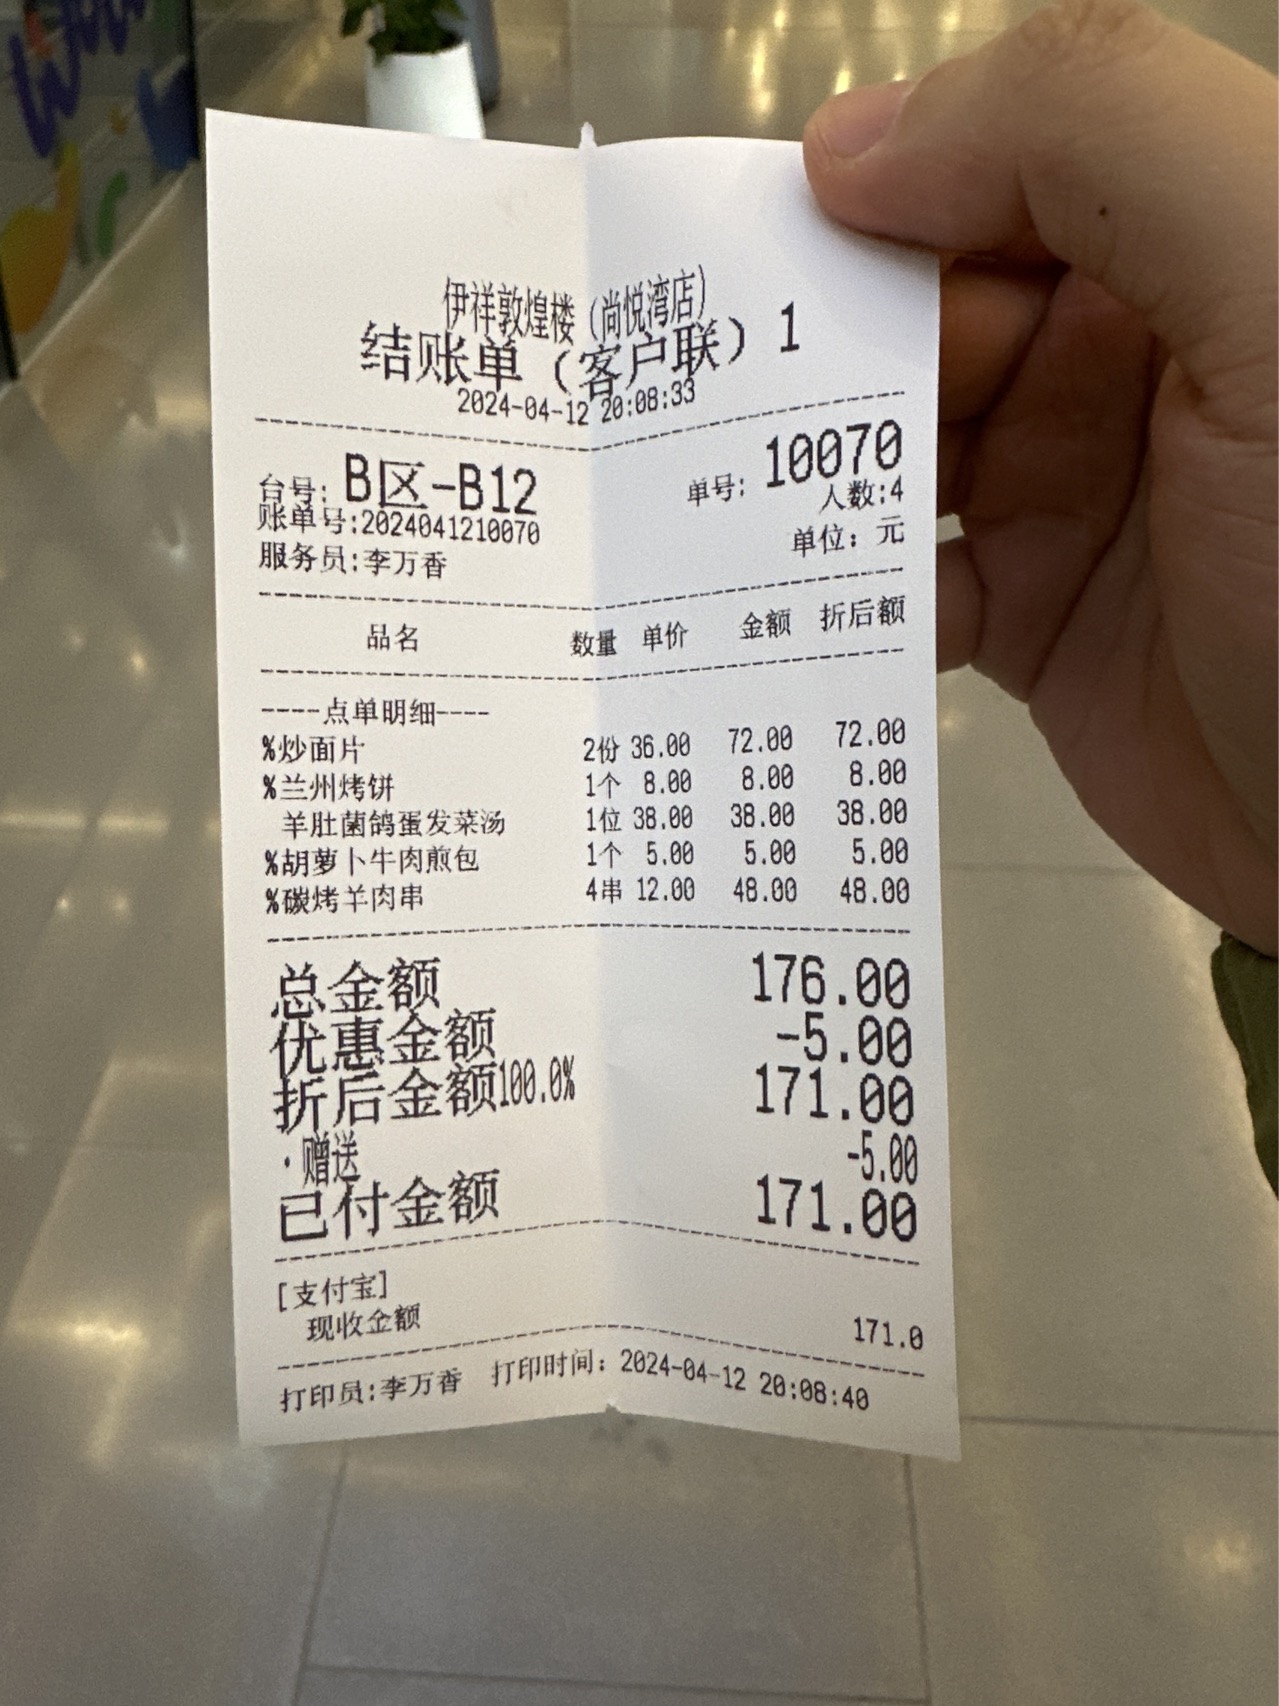 伊祥敦煌楼（尚悦湾店）
结账单（客户联）1
2024-04-12 20:08:33
台号: B区-B12 单号: 10070
账单号:2024041210070 人数:4
服务员:李万香 单位: 元
品名 数量 单价 金额 折后额
----点单明细----
%炒面片 2份 36.00 72.00 72.00
%兰州烤饼 1个 8.00 8.00 8.00
羊肚菌鸽蛋发菜汤 1位 38.00 38.00 38.00
%胡萝卜牛肉煎包 1个 5.00 5.00 5.00
%碳烤羊肉串 4串 12.00 48.00 48.00
总金额 176.00
优惠金额 -5.00
折后金额100.0% 171.00
·赠送 -5.00
已付金额 171.00
[支付宝]
现收金额 171.0
打印员:李万香 打印时间: 2024-04-12 20:08:40